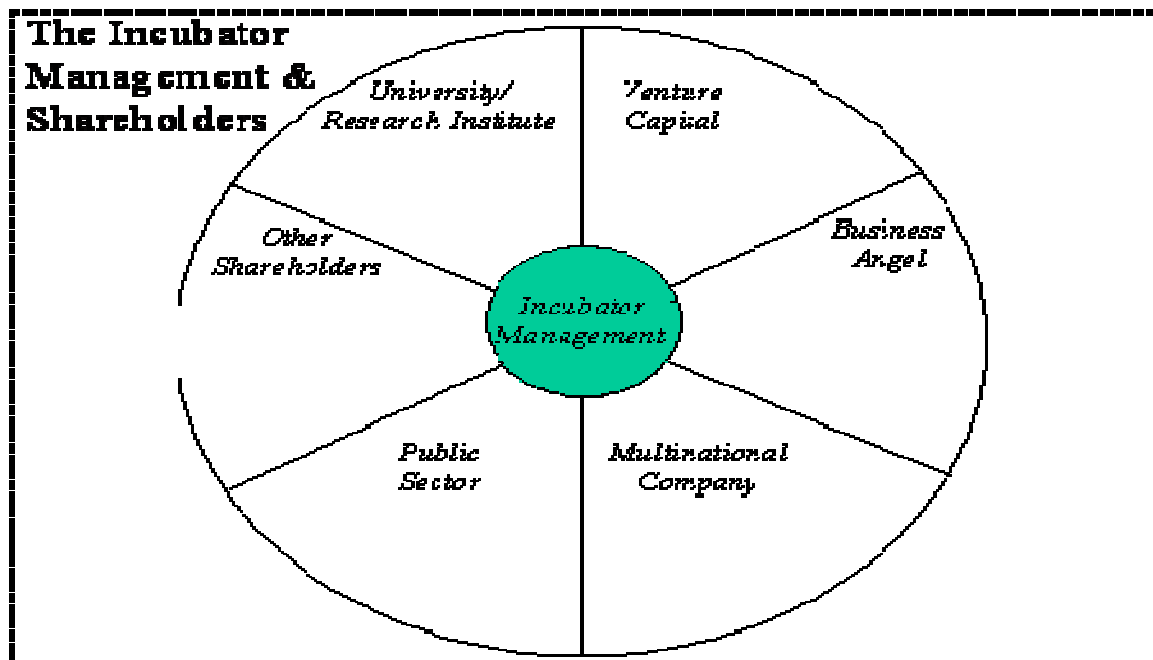 The Incubator
Management &
Shareholders
University/
Research Institute
Venture
Capital
Other
Shareholders
Business
Angel
Incubator
Management
Public
Sector
Multinational
Company